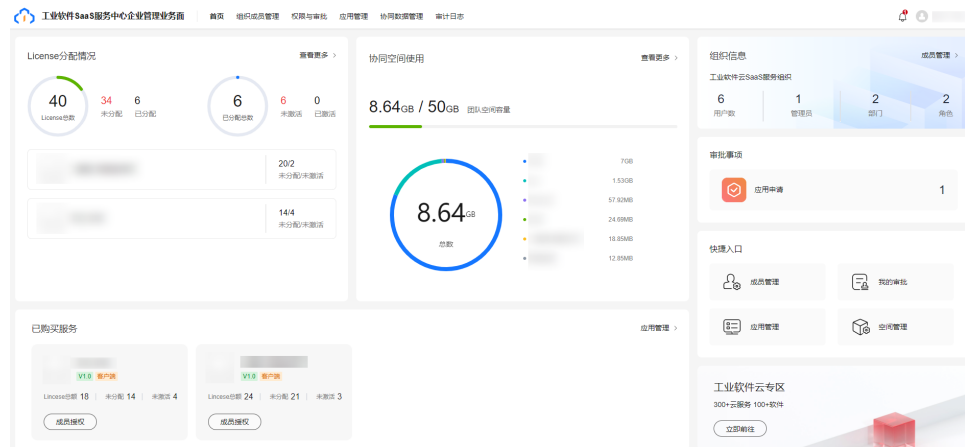 工业软件SaaS服务中心企业管理业务面 首页 组织成员管理 权限与审批 应用管理 协同数据管理 审计日志
License分配情况 查看更多
40 License总数 34 未分配 6 已分配
6 已分配总数 6 未激活 0 已激活
20/2
未分配/未激活
14/4
未分配/未激活
协同空间使用 查看更多
8.64GB / 50GB 团队空间容量
8.64GB
总数
7GB
1.53GB
57.92MB
24.69MB
18.85MB
12.85MB
组织信息 成员管理
工业软件云SaaS服务组织
6 1 2 2
用户数 管理员 部门 角色
审批事项
应用申请 1
快捷入口
成员管理 我的审批
应用管理 空间管理
已购买服务 应用管理
V1.0 客户端
Lincese总额 18 未分配 14 未激活 4
成员授权
V1.0 客户端
Lincese总额 24 未分配 21 未激活 3
成员授权
工业软件云专区
300+云服务 100+软件
立即前往